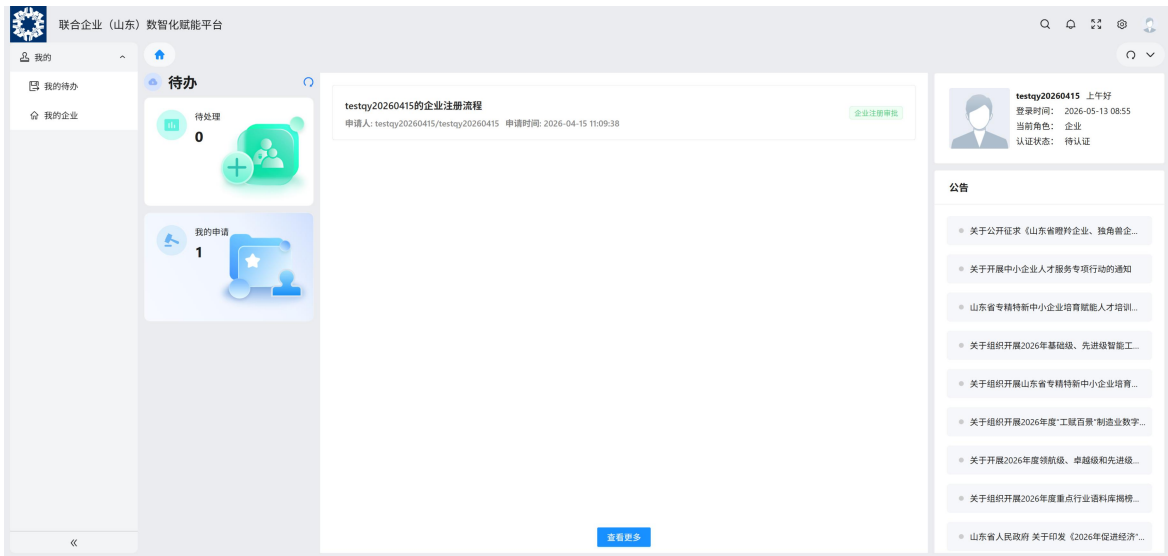 联合企业（山东）数智化赋能平台
我的
我的待办
我的企业
待办
待处理
0
我的申请
1
testqy20260415的企业注册流程
申请人: testqy20260415/testqy20260415 申请时间: 2026-04-15 11:09:38
企业注册审批
查看更多
testqy20260415 上午好
登录时间： 2026-05-13 08:55
当前角色： 企业
认证状态： 待认证
公告
关于公开征求《山东省瞪羚企业、独角兽企...
关于开展中小企业人才服务专项行动的通知
山东省专精特新中小企业培育赋能人才培训...
关于组织开展2026年基础级、先进级智能工...
关于组织开展山东省专精特新中小企业培育...
关于组织开展2026年度"工赋百景"制造业数字...
关于开展2026年度领航级、卓越级和先进级...
关于组织开展2026年度重点行业语料库揭榜...
山东省人民政府 关于印发《2026年促进经济"...